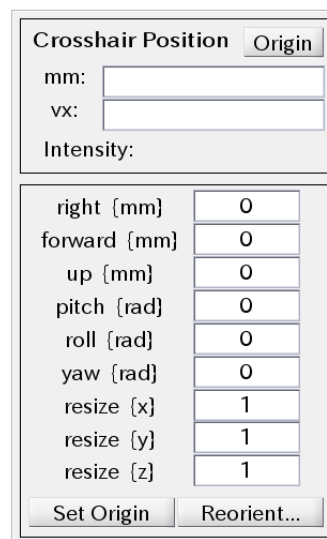 Crosshair Position Origin
mm:
vx:
Intensity:
right {mm} 0
forward {mm} 0
up {mm} 0
pitch {rad} 0
roll {rad} 0
yaw {rad} 0
resize {x} 1
resize {y} 1
resize {z} 1
Set Origin Reorient...